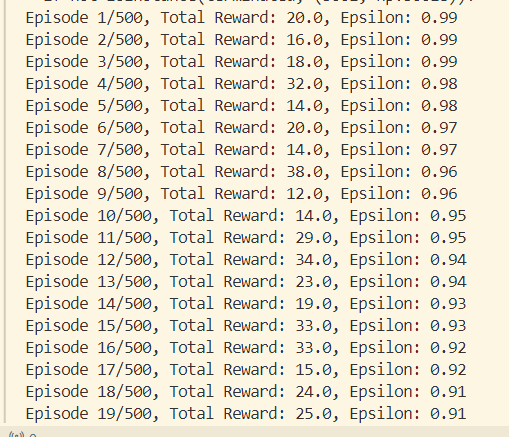 Episode 1/500, Total Reward: 20.0, Epsilon: 0.99
Episode 2/500, Total Reward: 16.0, Epsilon: 0.99
Episode 3/500, Total Reward: 18.0, Epsilon: 0.99
Episode 4/500, Total Reward: 32.0, Epsilon: 0.98
Episode 5/500, Total Reward: 14.0, Epsilon: 0.98
Episode 6/500, Total Reward: 20.0, Epsilon: 0.97
Episode 7/500, Total Reward: 14.0, Epsilon: 0.97
Episode 8/500, Total Reward: 38.0, Epsilon: 0.96
Episode 9/500, Total Reward: 12.0, Epsilon: 0.96
Episode 10/500, Total Reward: 14.0, Epsilon: 0.95
Episode 11/500, Total Reward: 29.0, Epsilon: 0.95
Episode 12/500, Total Reward: 34.0, Epsilon: 0.94
Episode 13/500, Total Reward: 23.0, Epsilon: 0.94
Episode 14/500, Total Reward: 19.0, Epsilon: 0.93
Episode 15/500, Total Reward: 33.0, Epsilon: 0.93
Episode 16/500, Total Reward: 33.0, Epsilon: 0.92
Episode 17/500, Total Reward: 15.0, Epsilon: 0.92
Episode 18/500, Total Reward: 24.0, Epsilon: 0.91
Episode 19/500, Total Reward: 25.0, Epsilon: 0.91